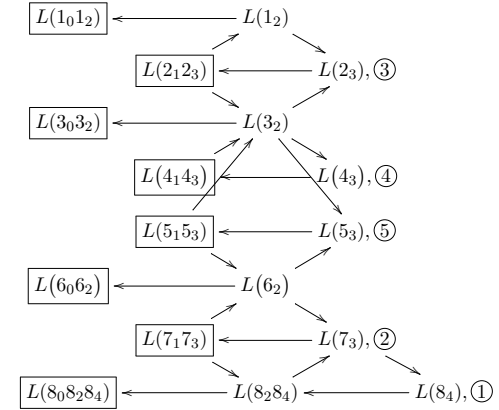 L(1₀1₂) L(1₂)
L(2₁2₃) L(2₃), ③
L(3₀3₂) L(3₂)
L(4₁4₃) L(4₃), ④
L(5₁5₃) L(5₃), ⑤
L(6₀6₂) L(6₂)
L(7₁7₃) L(7₃), ②
L(8₀8₂8₄) L(8₂8₄) L(8₄), ①